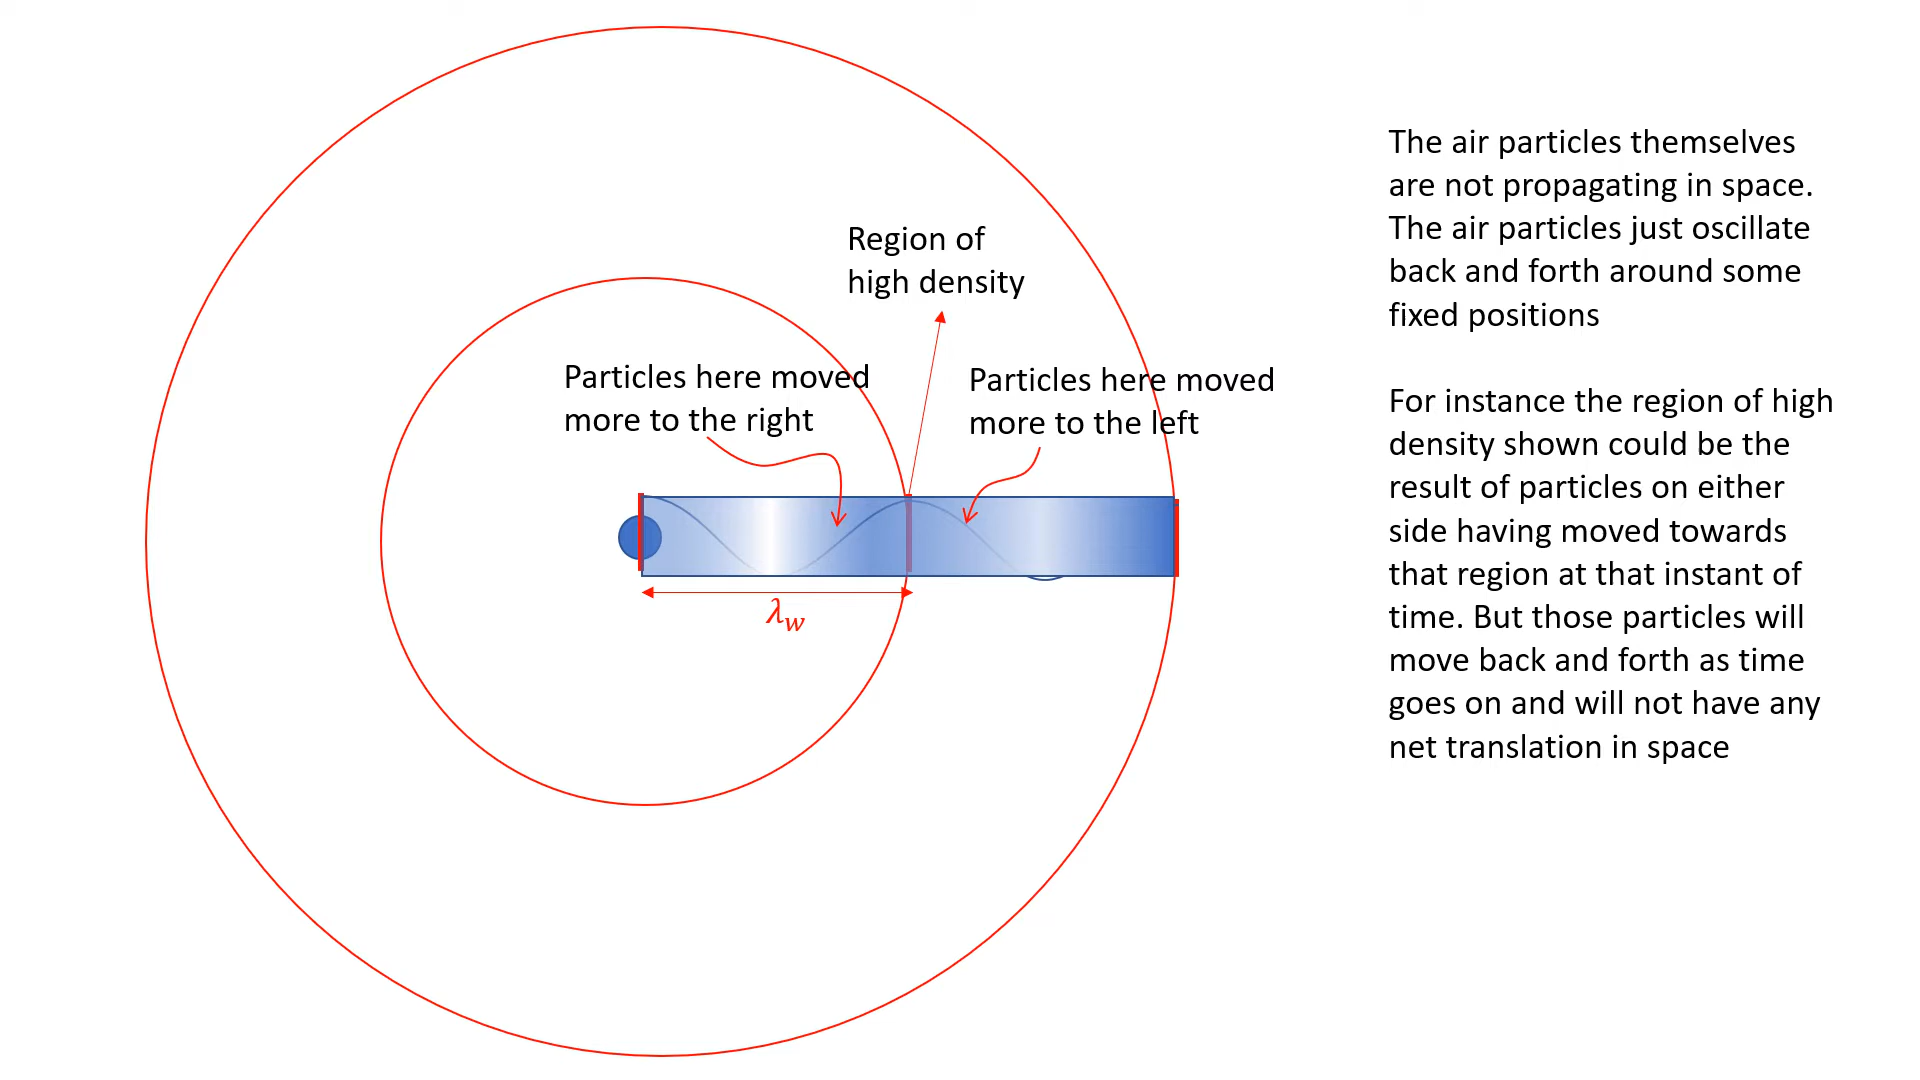 Region of
high density
Particles here moved
more to the right
Particles here moved
more to the left
λw
The air particles themselves
are not propagating in space.
The air particles just oscillate
back and forth around some
fixed positions
For instance the region of high
density shown could be the
result of particles on either
side having moved towards
that region at that instant of
time. But those particles will
move back and forth as time
goes on and will not have any
net translation in space